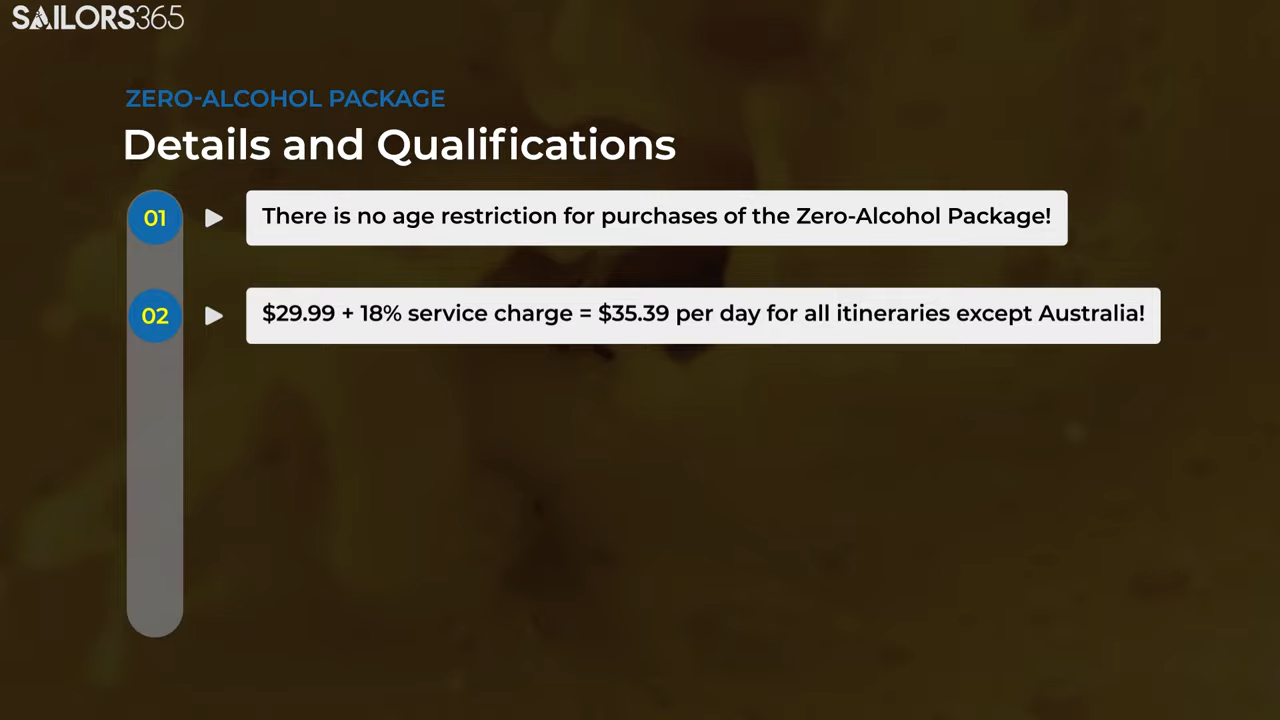 SAILORS365
ZERO-ALCOHOL PACKAGE
Details and Qualifications
01
There is no age restriction for purchases of the Zero-Alcohol Package!
02
$29.99 + 18% service charge = $35.39 per day for all itineraries except Australia!